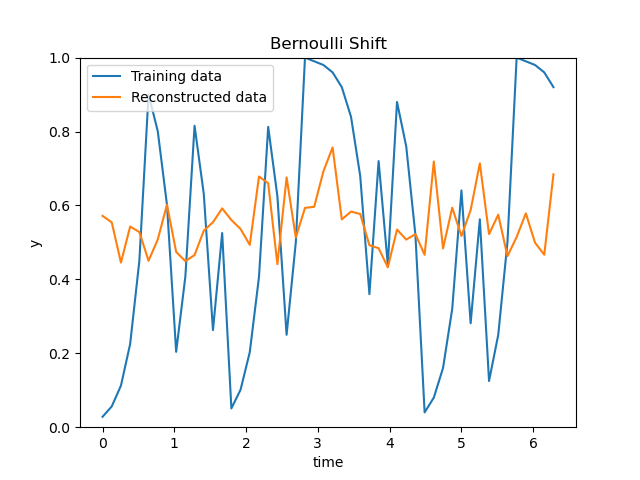 Bernoulli Shift
Training data
Reconstructed data
1.0
0.8
0.6
0.4
0.2
0.0
y
0 1 2 3 4 5 6
time